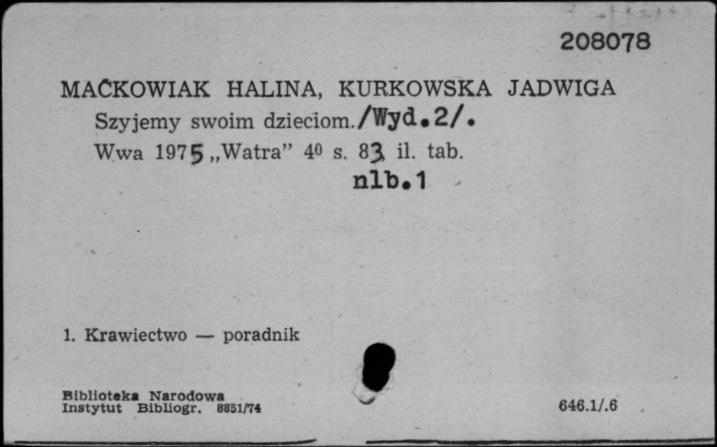 208078
MAĆKOWIAK HALINA, KURKOWSKA JADWIGA
Szyjemy swoim dzieciom./Wyd.2/.
Wwa 1975 „Watra” 4⁰ s. 83, il. tab.
nlb.1
1. Krawiectwo — poradnik
Biblioteka Narodowa
Instytut Bibliogr. 8851/74
646.1/.6